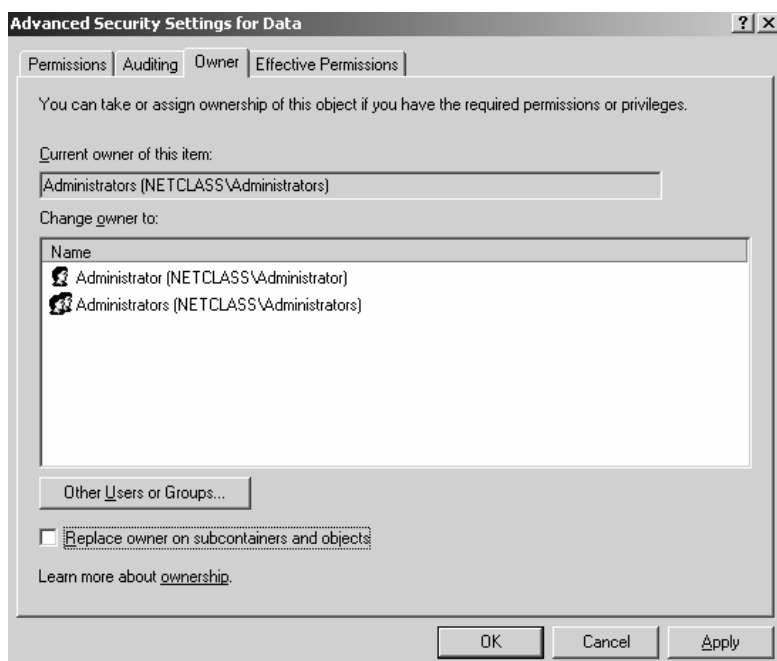 Advanced Security Settings for Data
Permissions Auditing Owner Effective Permissions
You can take or assign ownership of this object if you have the required permissions or privileges.
Current owner of this item:
Administrators (NETCLASS\Administrators)
Change owner to:
Name
Administrator (NETCLASS\Administrator)
Administrators (NETCLASS\Administrators)
Other Users or Groups...
Replace owner on subcontainers and objects
Learn more about ownership.
OK Cancel Apply